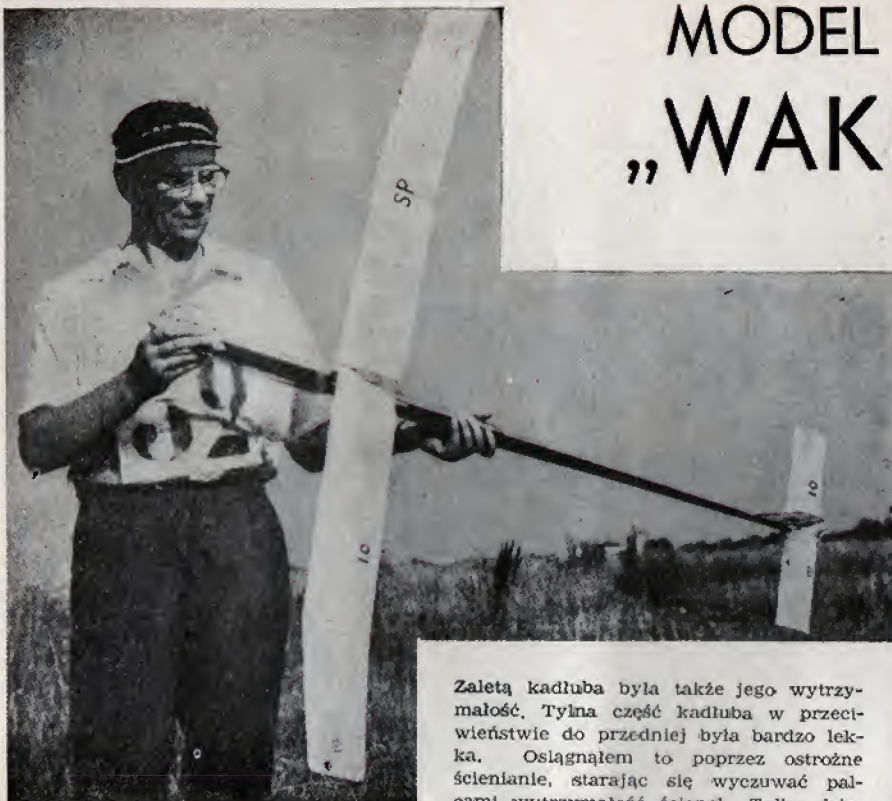 MODEL
„WAK
SP
10
10
Zaletą kadłuba była także jego wytrzy-
małość. Tylna część kadłuba w przeci-
wieństwie do przedniej była bardzo lek-
ka. Osiągnąłem to poprzez ostrożne
ścienianie, starając się wyczuwać pal-